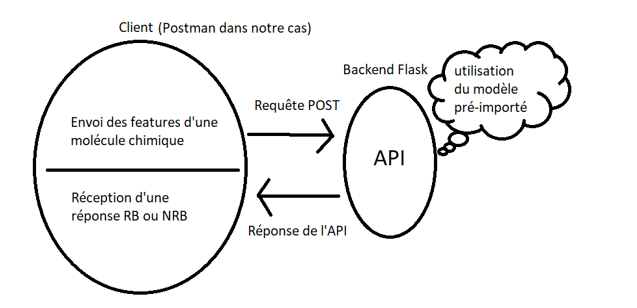 Client (Postman dans notre cas)
Envoi des features d'une
molécule chimique
Réception d'une
réponse RB ou NRB
Requête POST
Réponse de l'API
Backend Flask
API
utilisation
du modèle
pré-importé